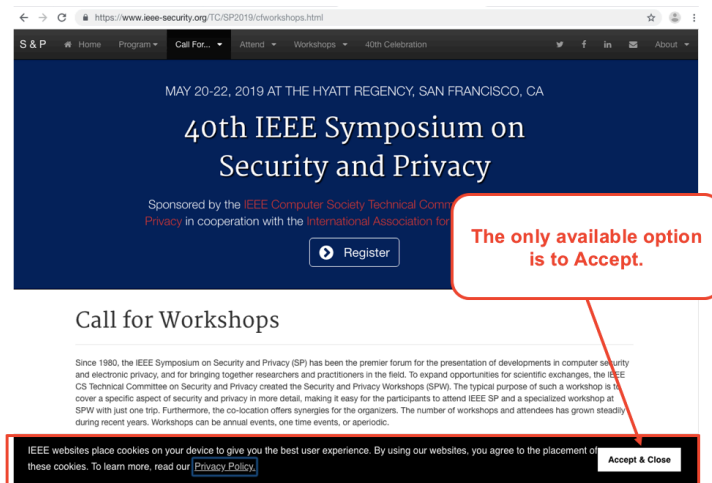 https://www.ieee-security.org/TC/SP2019/cfworkshops.html
S & P Home Program Call For... Attend Workshops 40th Celebration About
MAY 20-22, 2019 AT THE HYATT REGENCY, SAN FRANCISCO, CA
40th IEEE Symposium on
Security and Privacy
Sponsored by the IEEE Computer Society Technical
Privacy in cooperation with the International Association for
Register
The only available option
is to Accept.
Call for Workshops
Since 1980, the IEEE Symposium on Security and Privacy (SP) has been the premier forum for the presentation of developments in computer security
and electronic privacy, and for bringing together researchers and practitioners in the field. To expand opportunities for scientific exchanges, the IEEE
CS Technical Committee on Security and Privacy created the Security and Privacy Workshops (SPW). The typical purpose of such a workshop is to
cover a specific aspect of security and privacy in more detail, making it easy for the participants to attend IEEE SP and a specialized workshop at
SPW with just one trip. Furthermore, the co-location offers synergies for the organizers. The number of workshops and attendees has grown steadily
during recent years. Workshops can be annual events, one time events, or aperiodic.
IEEE websites place cookies on your device to give you the best user experience. By using our websites, you agree to the placement of
these cookies. To learn more, read our Privacy Policy.
Accept & Close